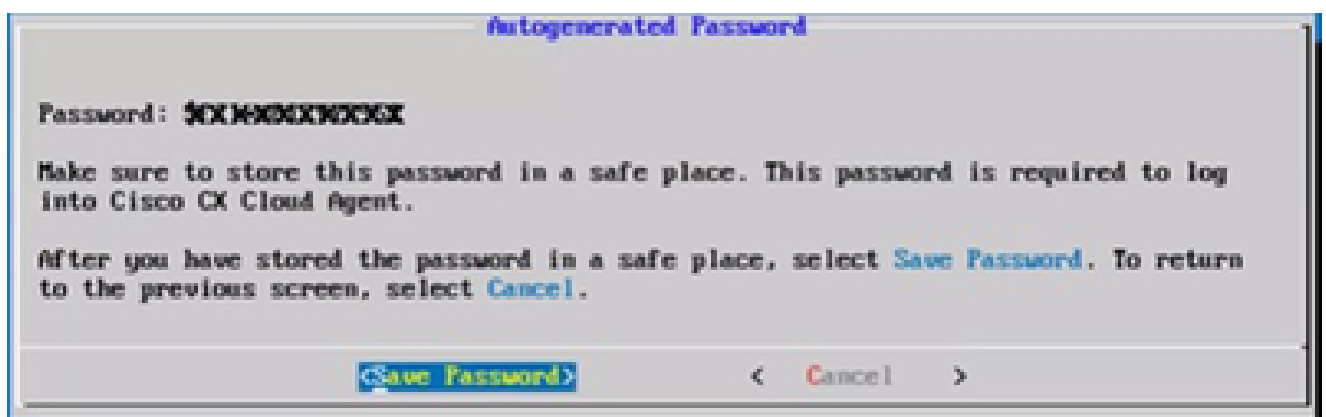 Autogenerated Password
Password:
Make sure to store this password in a safe place. This password is required to log
into Cisco CX Cloud Agent.
After you have stored the password in a safe place, select Save Password. To return
to the previous screen, select Cancel.
<Save Password> < Cancel >